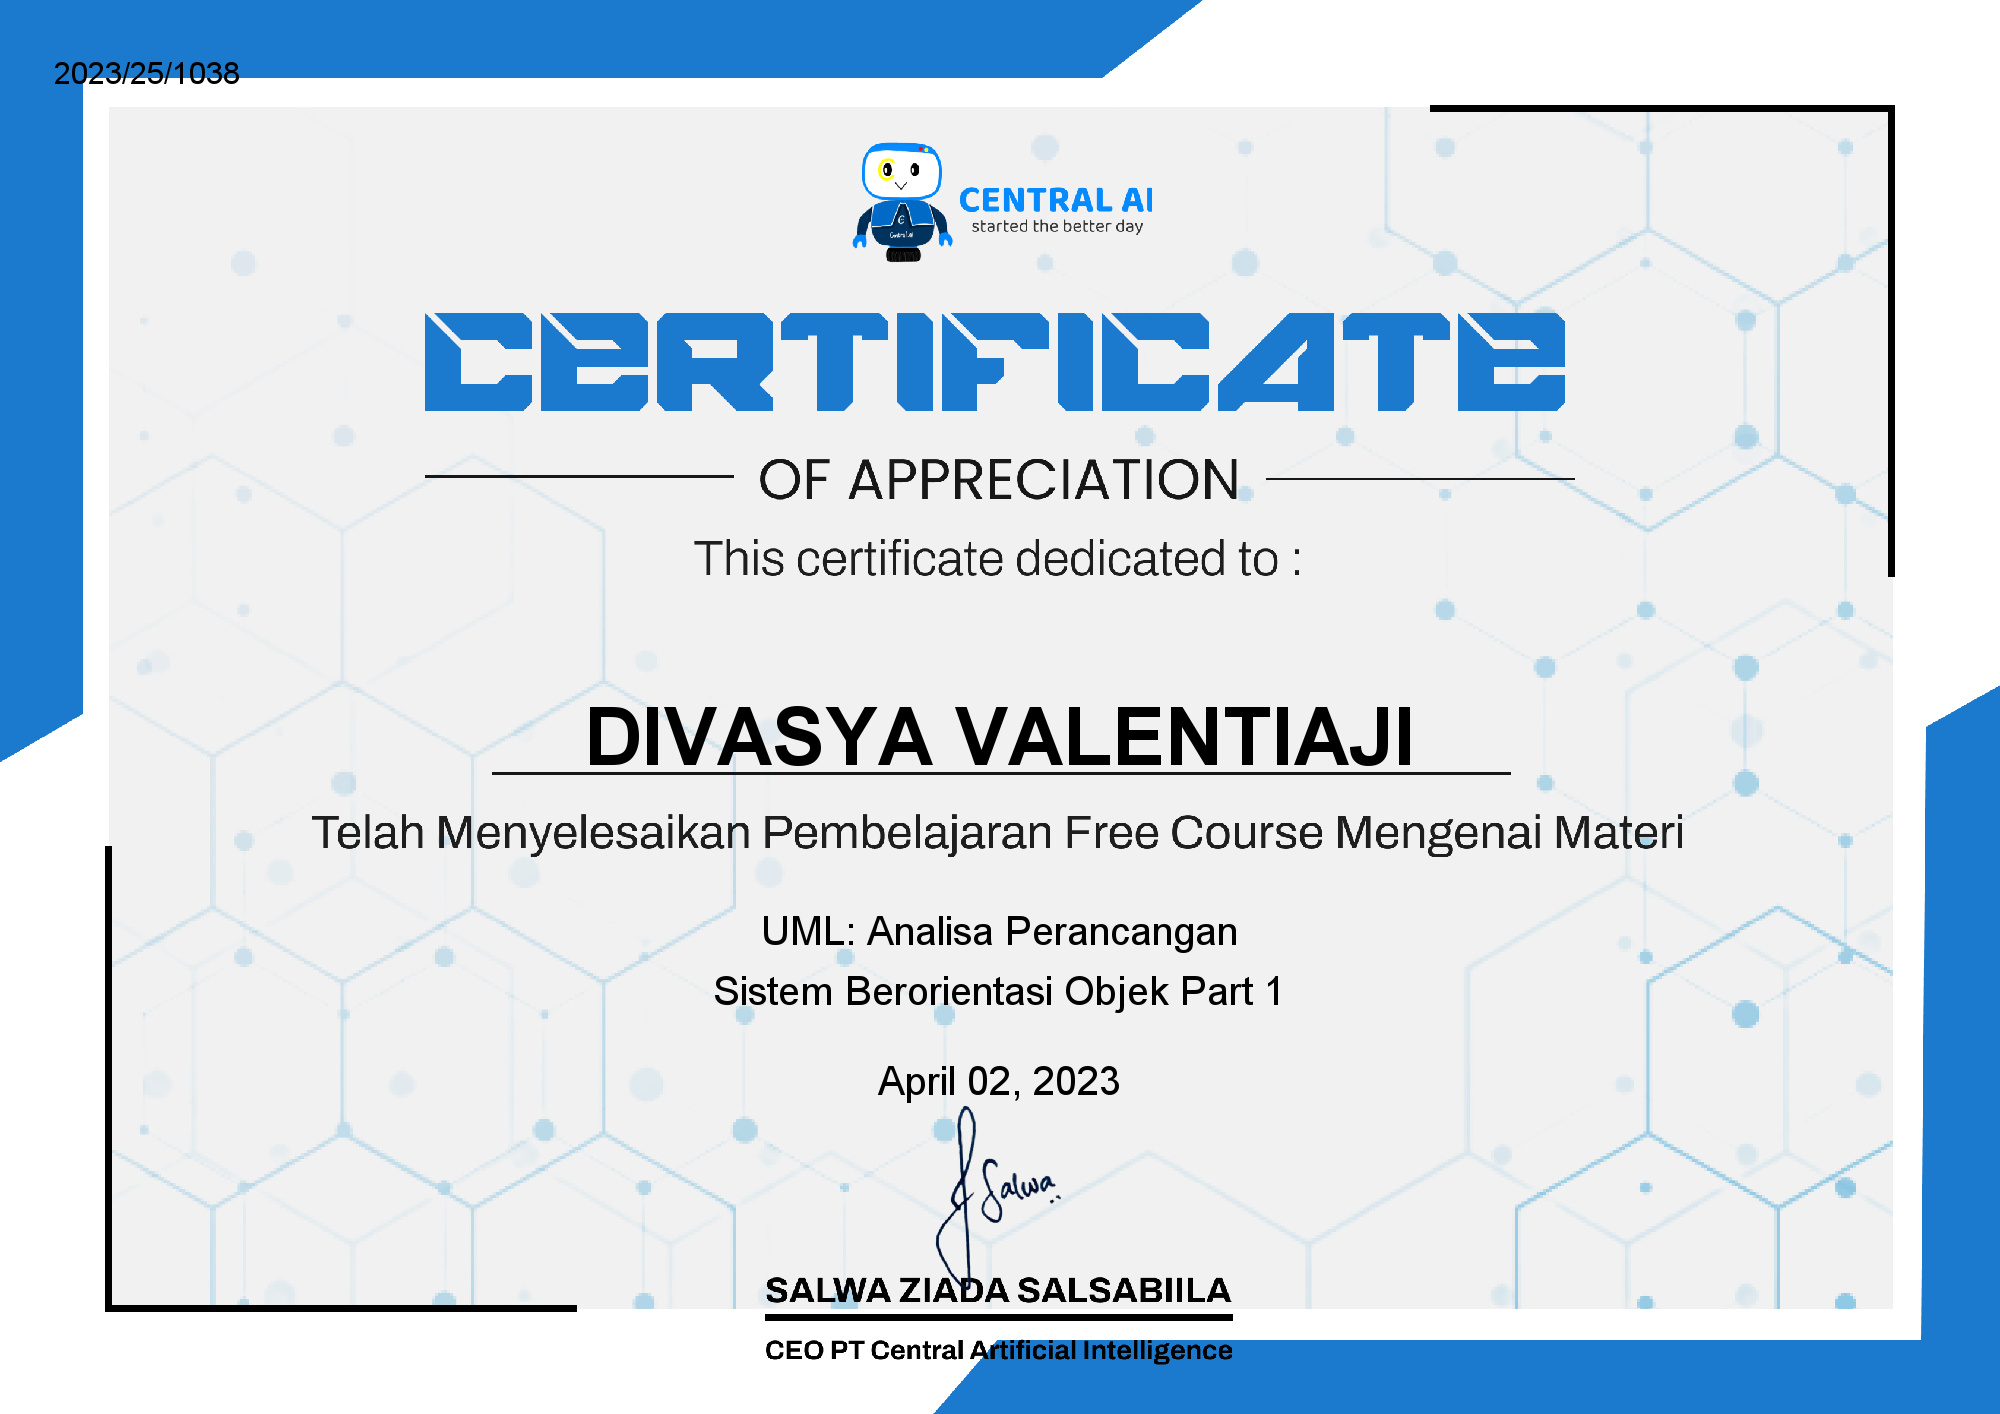 2023/25/1038
CENTRAL AI
started the better day
CERTIFICATE
OF APPRECIATION
This certificate dedicated to :
DIVASYA VALENTIAJI
Telah Menyelesaikan Pembelajaran Free Course Mengenai Materi
UML: Analisa Perancangan
Sistem Berorientasi Objek Part 1
April 02, 2023
Salwa
SALWA ZIADA SALSABIILA
CEO PT Central Artificial Intelligence